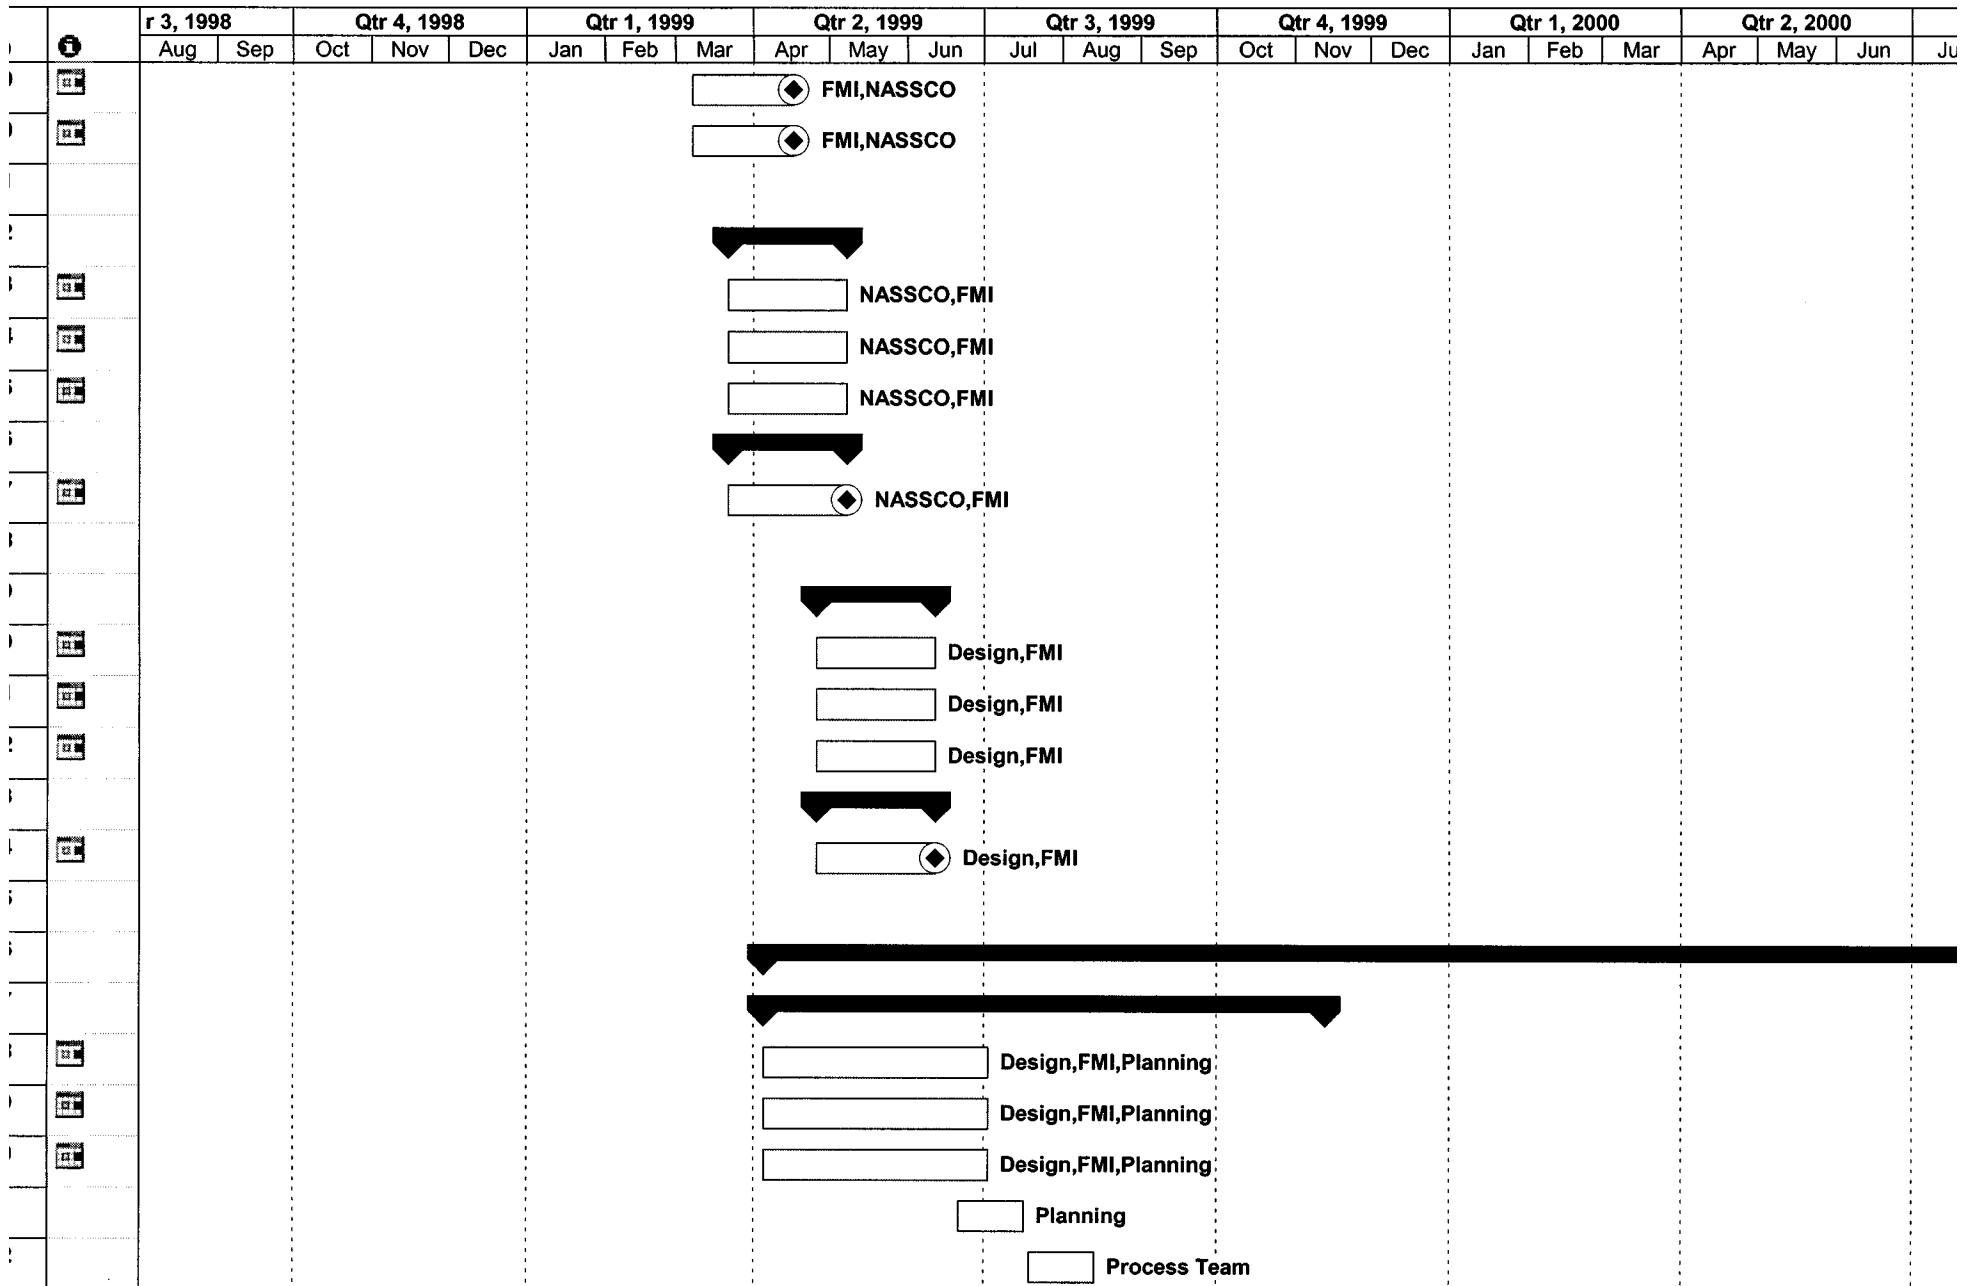 r 3, 1998 Qtr 4, 1998 Qtr 1, 1999 Qtr 2, 1999 Qtr 3, 1999 Qtr 4, 1999 Qtr 1, 2000 Qtr 2, 2000
Aug Sep Oct Nov Dec Jan Feb Mar Apr May Jun Jul Aug Sep Oct Nov Dec Jan Feb Mar Apr May Jun Ju
FMI,NASSCO
FMI,NASSCO
NASSCO,FMI
NASSCO,FMI
NASSCO,FMI
NASSCO,FMI
Design,FMI
Design,FMI
Design,FMI
Design,FMI
Design,FMI,Planning
Design,FMI,Planning
Design,FMI,Planning
Planning
Process Team